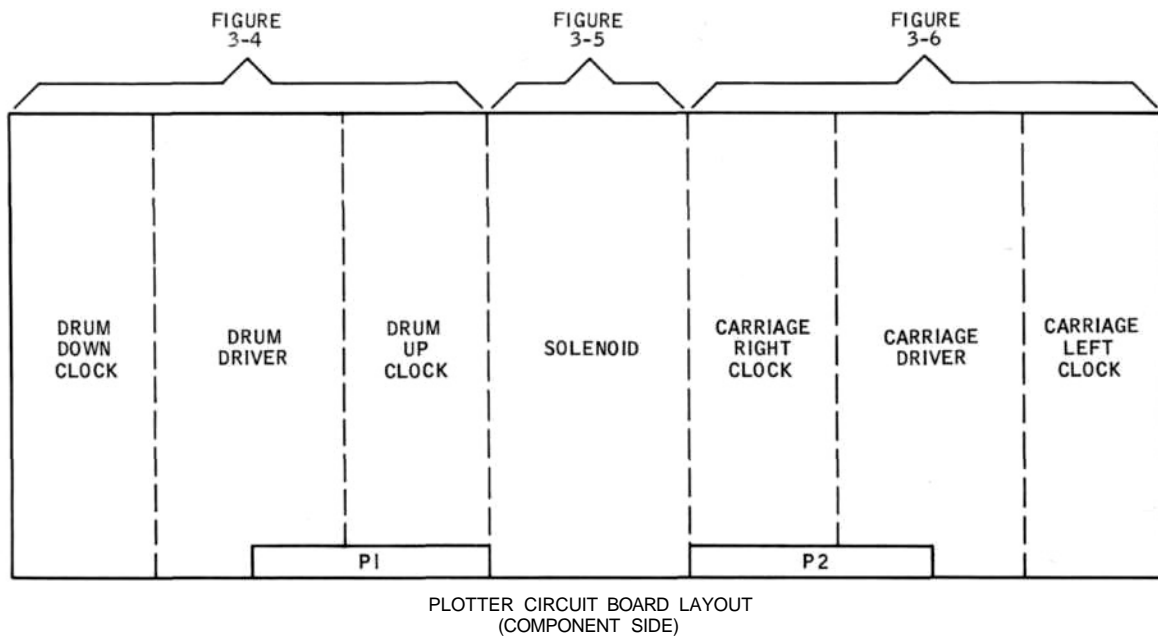 FIGURE
3-4
FIGURE
3-5
FIGURE
3-6
DRUM
DOWN
CLOCK
DRUM
DRIVER
DRUM
UP
CLOCK
SOLENOID
CARRIAGE
RIGHT
CLOCK
CARRIAGE
DRIVER
CARRIAGE
LEFT
CLOCK
P1
P2
PLOTTER CIRCUIT BOARD LAYOUT
(COMPONENT SIDE)